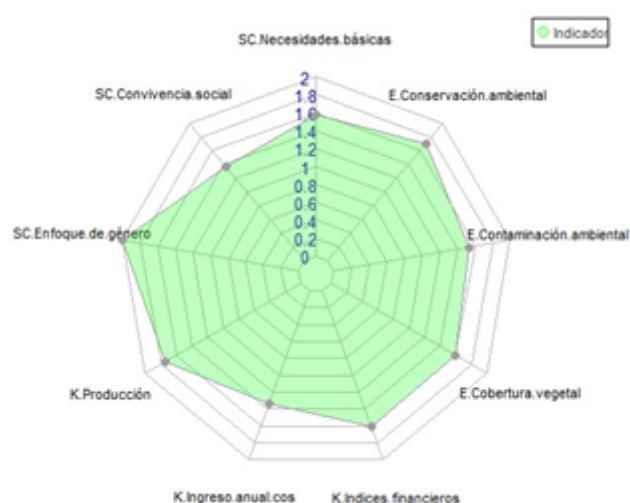 Indicador
SC.Necesidades.básicas
SC.Convivencia.social
E.Conservación.ambiental
2
1.8
1.6
1.4
1.2
1
0.8
0.6
0.4
0.2
0
SC.Enfoque.de.género
E.Contaminación.ambiental
K.Producción
E.Cobertura.vegetal
K.Ingreso.anual.cos
K.Indices.financieros